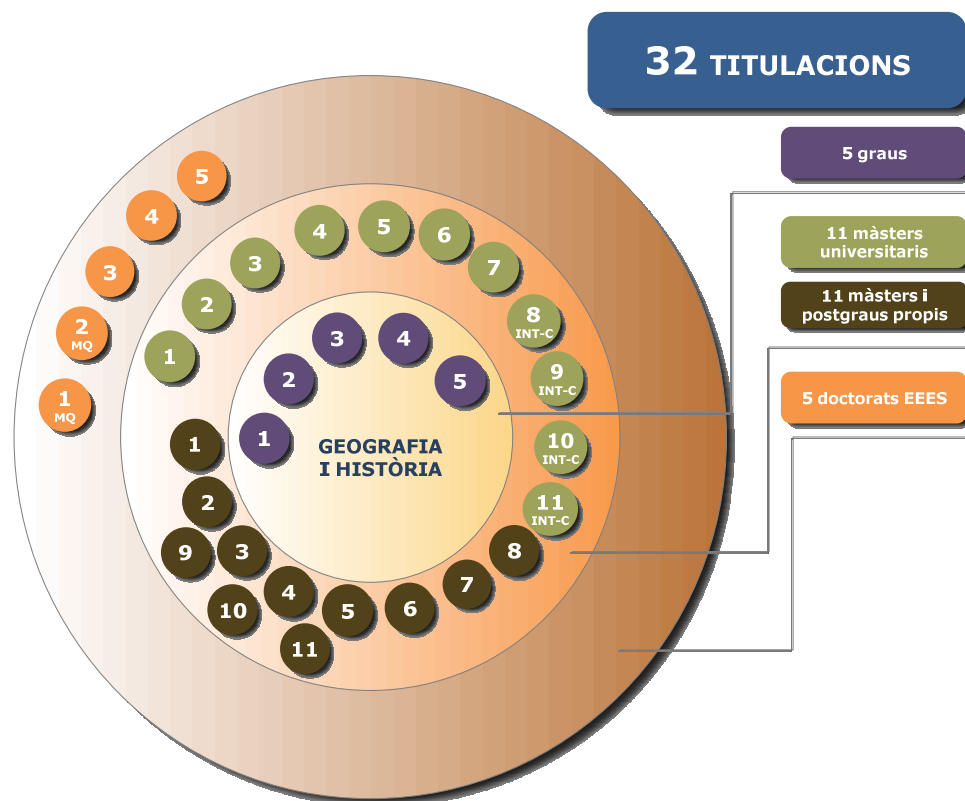 32 TITULACIONS
5 graus
11 màsters
universitaris
11 màsters i
postgraus propis
5 doctorats EEES
5
4
3
2
MQ
1
MQ
1
2
3
4
5
6
7
8
INT-C
9
INT-C
10
INT-C
11
INT-C
1
2
3
4
5
GEOGRAFIA
I HISTÒRIA
1
2
3
4
5
6
7
8
9
10
11